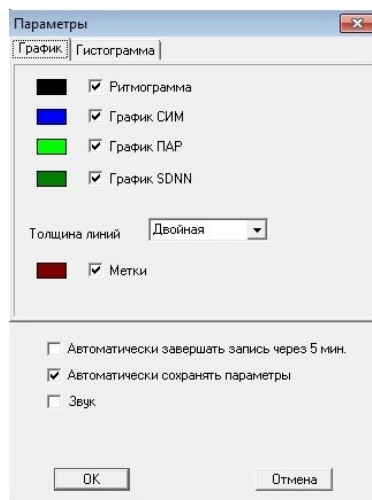 Параметры
График Гистограмма
Ритмограмма
График СИМ
График ПАР
График SDNN
Толщина линий Двойная
Метки
Автоматически завершать запись через 5 мин.
Автоматически сохранять параметры
Звук
OK Отмена